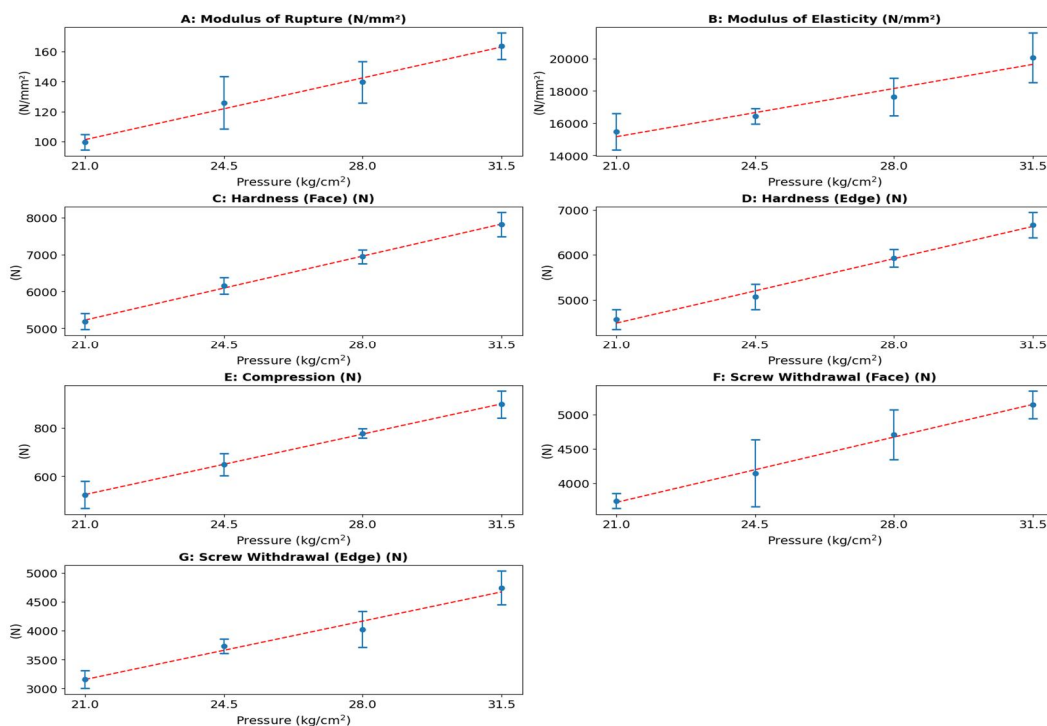 A: Modulus of Rupture (N/mm²)
(N/mm²)
160
140
120
100
21.0 24.5 28.0 31.5
Pressure (kg/cm²)
B: Modulus of Elasticity (N/mm²)
(N/mm²)
20000
18000
16000
14000
21.0 24.5 28.0 31.5
Pressure (kg/cm²)
C: Hardness (Face) (N)
(N)
8000
7000
6000
5000
21.0 24.5 28.0 31.5
Pressure (kg/cm²)
D: Hardness (Edge) (N)
(N)
7000
6000
5000
4000
21.0 24.5 28.0 31.5
Pressure (kg/cm²)
E: Compression (N)
(N)
800
600
21.0 24.5 28.0 31.5
Pressure (kg/cm²)
F: Screw Withdrawal (Face) (N)
(N)
5000
4500
4000
21.0 24.5 28.0 31.5
Pressure (kg/cm²)
G: Screw Withdrawal (Edge) (N)
(N)
5000
4500
4000
3500
3000
21.0 24.5 28.0 31.5
Pressure (kg/cm²)